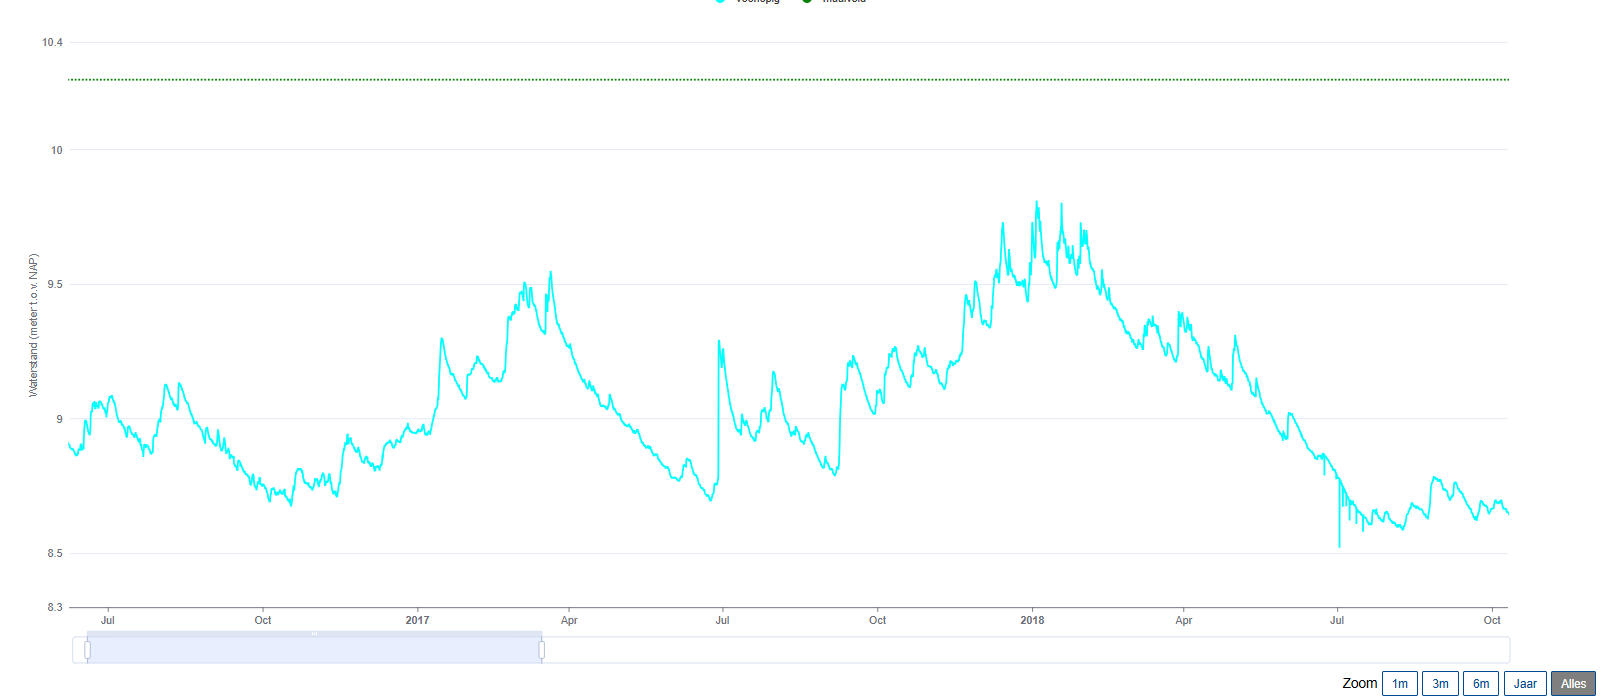 10.4
10
9.5
9
8.5
8.3
Waterstand (meter t.o.v. NAP)
Jul Oct 2017 Apr Jul Oct 2018 Apr Jul Oct
Zoom 1m 3m 6m Jaar Alles